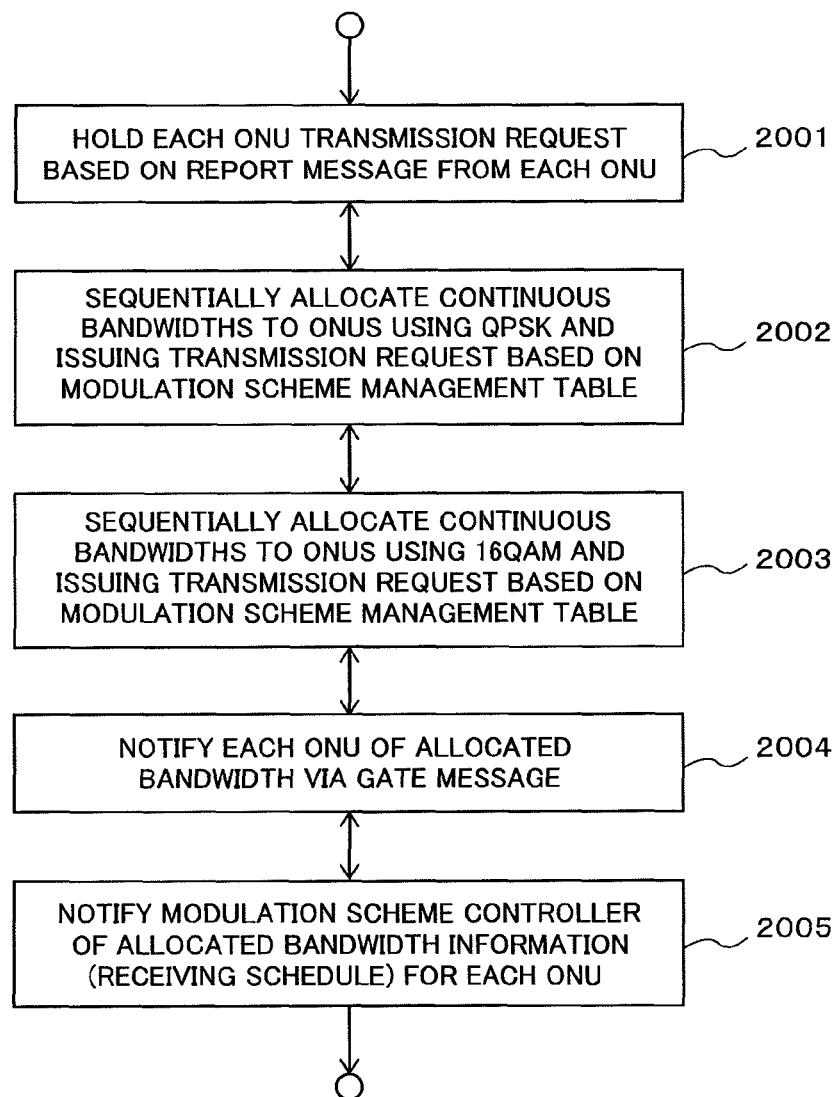 HOLD EACH ONU TRANSMISSION REQUEST
BASED ON REPORT MESSAGE FROM EACH ONU
2001
SEQUENTIALLY ALLOCATE CONTINUOUS
BANDWIDTHS TO ONUS USING QPSK AND
ISSUING TRANSMISSION REQUEST BASED ON
MODULATION SCHEME MANAGEMENT TABLE
2002
SEQUENTIALLY ALLOCATE CONTINUOUS
BANDWIDTHS TO ONUS USING 16QAM AND
ISSUING TRANSMISSION REQUEST BASED ON
MODULATION SCHEME MANAGEMENT TABLE
2003
NOTIFY EACH ONU OF ALLOCATED
BANDWIDTH VIA GATE MESSAGE
2004
NOTIFY MODULATION SCHEME CONTROLLER
OF ALLOCATED BANDWIDTH INFORMATION
(RECEIVING SCHEDULE) FOR EACH ONU
2005